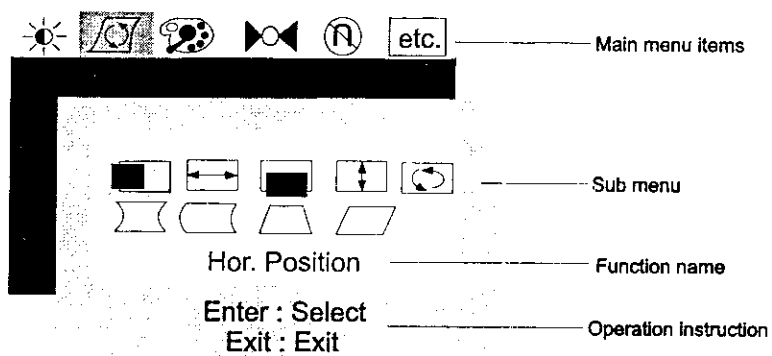 etc.
Main menu items
Sub menu
Hor. Position
Function name
Enter : Select
Exit : Exit
Operation instruction